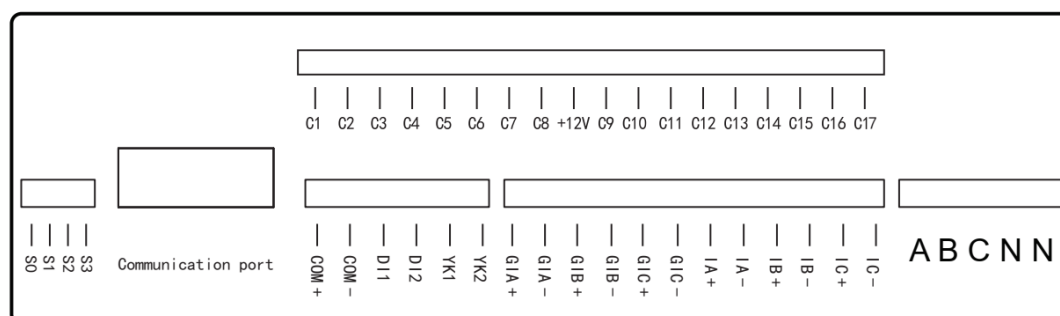 C1 C2 C3 C4 C5 C6 C7 C8 +12V C9 C10 C11 C12 C13 C14 C15 C16 C17
S0 S1 S2 S3
Communication port
COM+ COM- DI1 DI2 YK1 YK2 GIA+ GIA- GIB+ GIB- GIC+ GIC- IA+ IA- IB+ IB- IC+ IC-
A B C N N